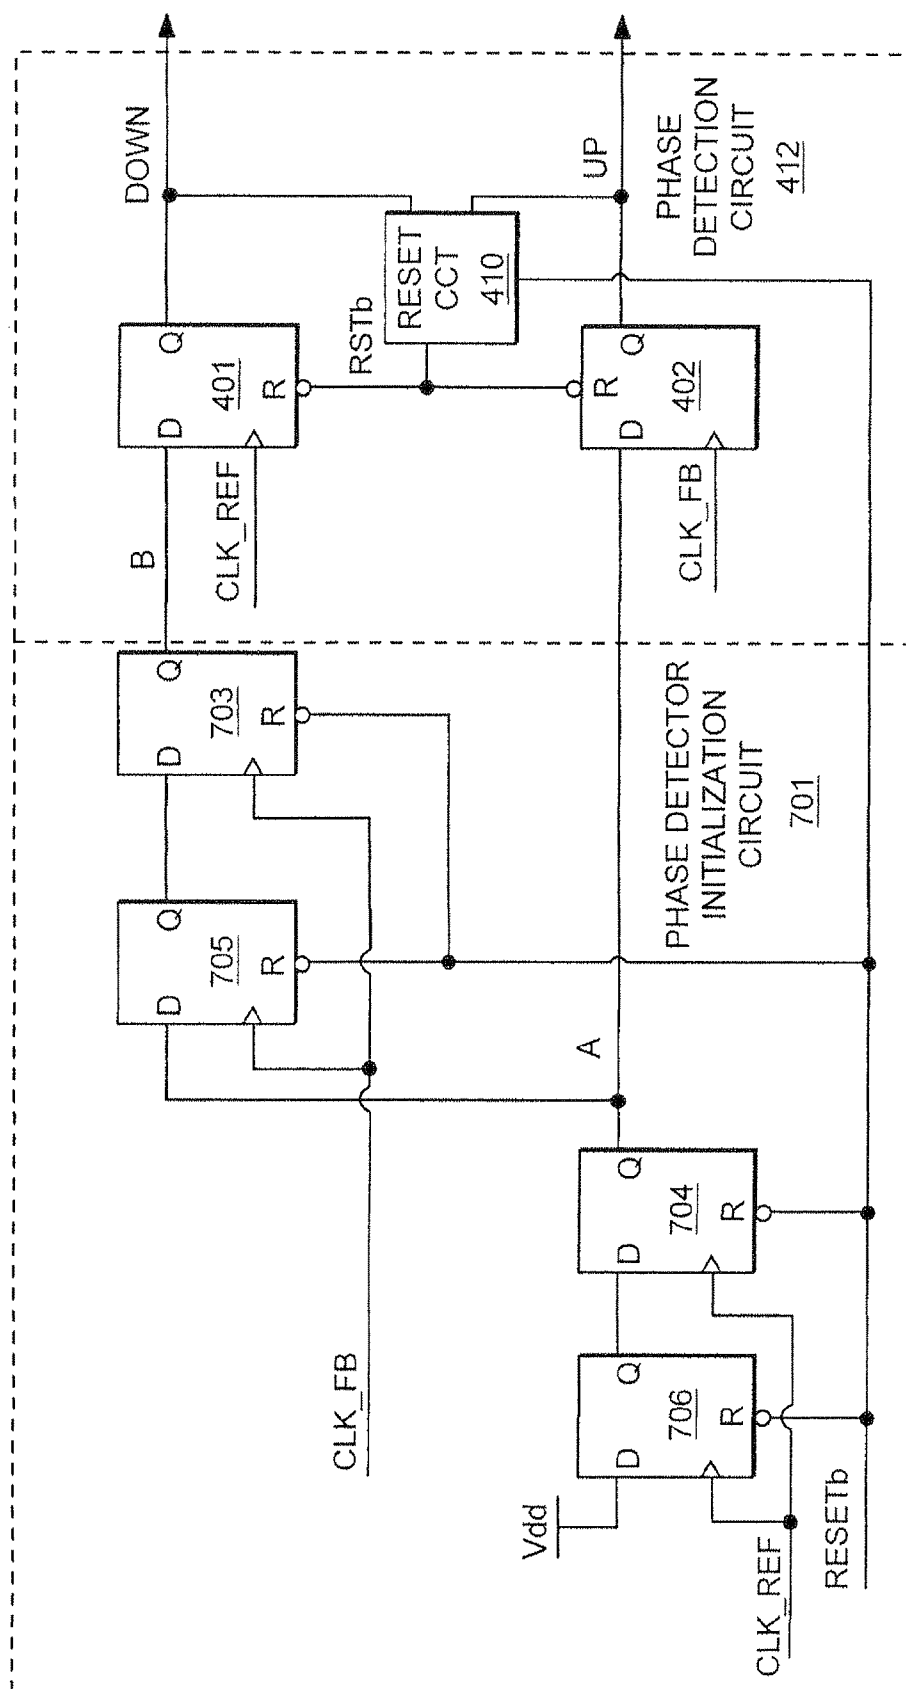 DOWN
UP
PHASE
DETECTION
CIRCUIT
412
RESET
CCT
410
RSTb
D
Q
401
R
CLK_REF
B
D
Q
402
R
CLK_FB
D
Q
703
R
D
Q
705
R
CLK_FB
PHASE DETECTOR
INITIALIZATION
CIRCUIT
701
A
D
Q
704
R
D
Q
706
R
Vdd
CLK_REF
RESETb